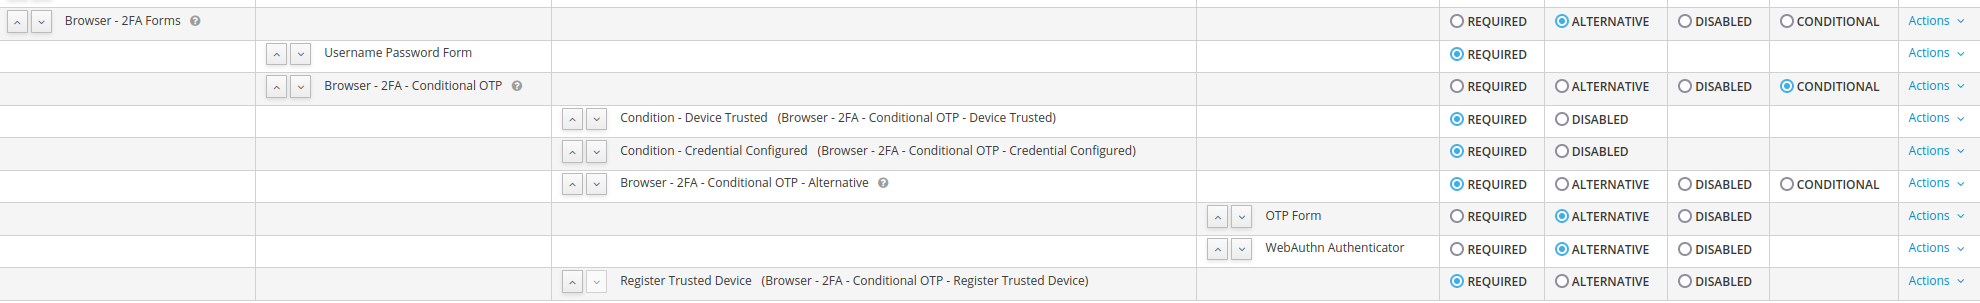 Browser - 2FA Forms REQUIRED ALTERNATIVE DISABLED CONDITIONAL Actions
Username Password Form REQUIRED Actions
Browser - 2FA - Conditional OTP REQUIRED ALTERNATIVE DISABLED CONDITIONAL Actions
Condition - Device Trusted (Browser - 2FA - Conditional OTP - Device Trusted) REQUIRED DISABLED Actions
Condition - Credential Configured (Browser - 2FA - Conditional OTP - Credential Configured) REQUIRED DISABLED Actions
Browser - 2FA - Conditional OTP - Alternative REQUIRED ALTERNATIVE DISABLED CONDITIONAL Actions
OTP Form REQUIRED ALTERNATIVE DISABLED Actions
WebAuthn Authenticator REQUIRED ALTERNATIVE DISABLED Actions
Register Trusted Device (Browser - 2FA - Conditional OTP - Register Trusted Device) REQUIRED ALTERNATIVE DISABLED Actions